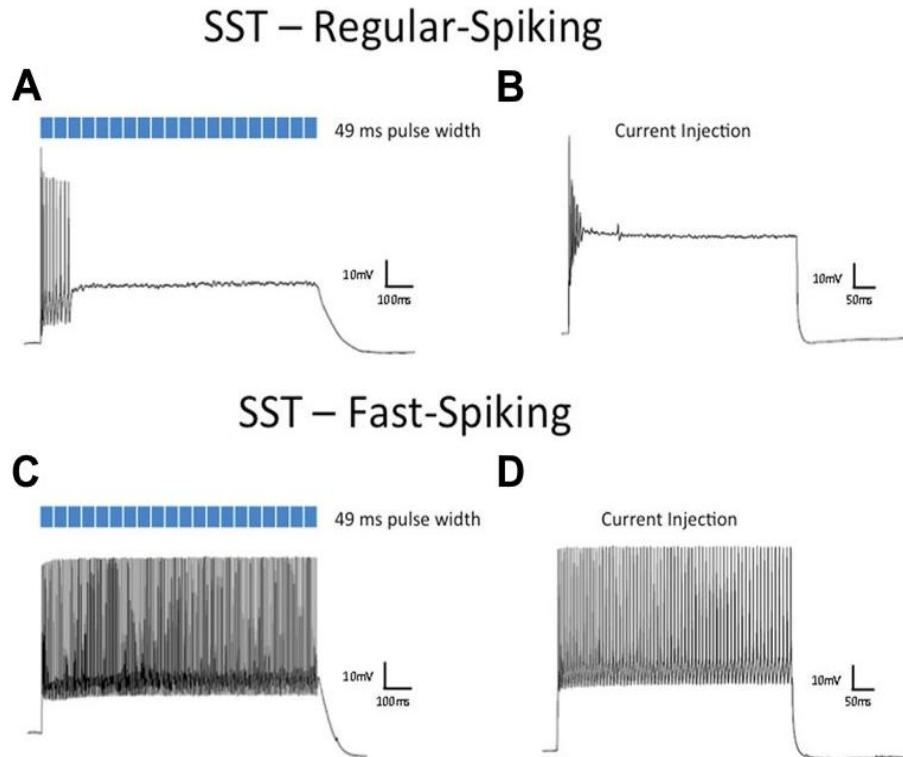 SST – Regular-Spiking
A
B
49 ms pulse width
Current Injection
10mV
100ms
10mV
50ms
SST – Fast-Spiking
C
D
49 ms pulse width
Current Injection
10mV
100ms
10mV
50ms